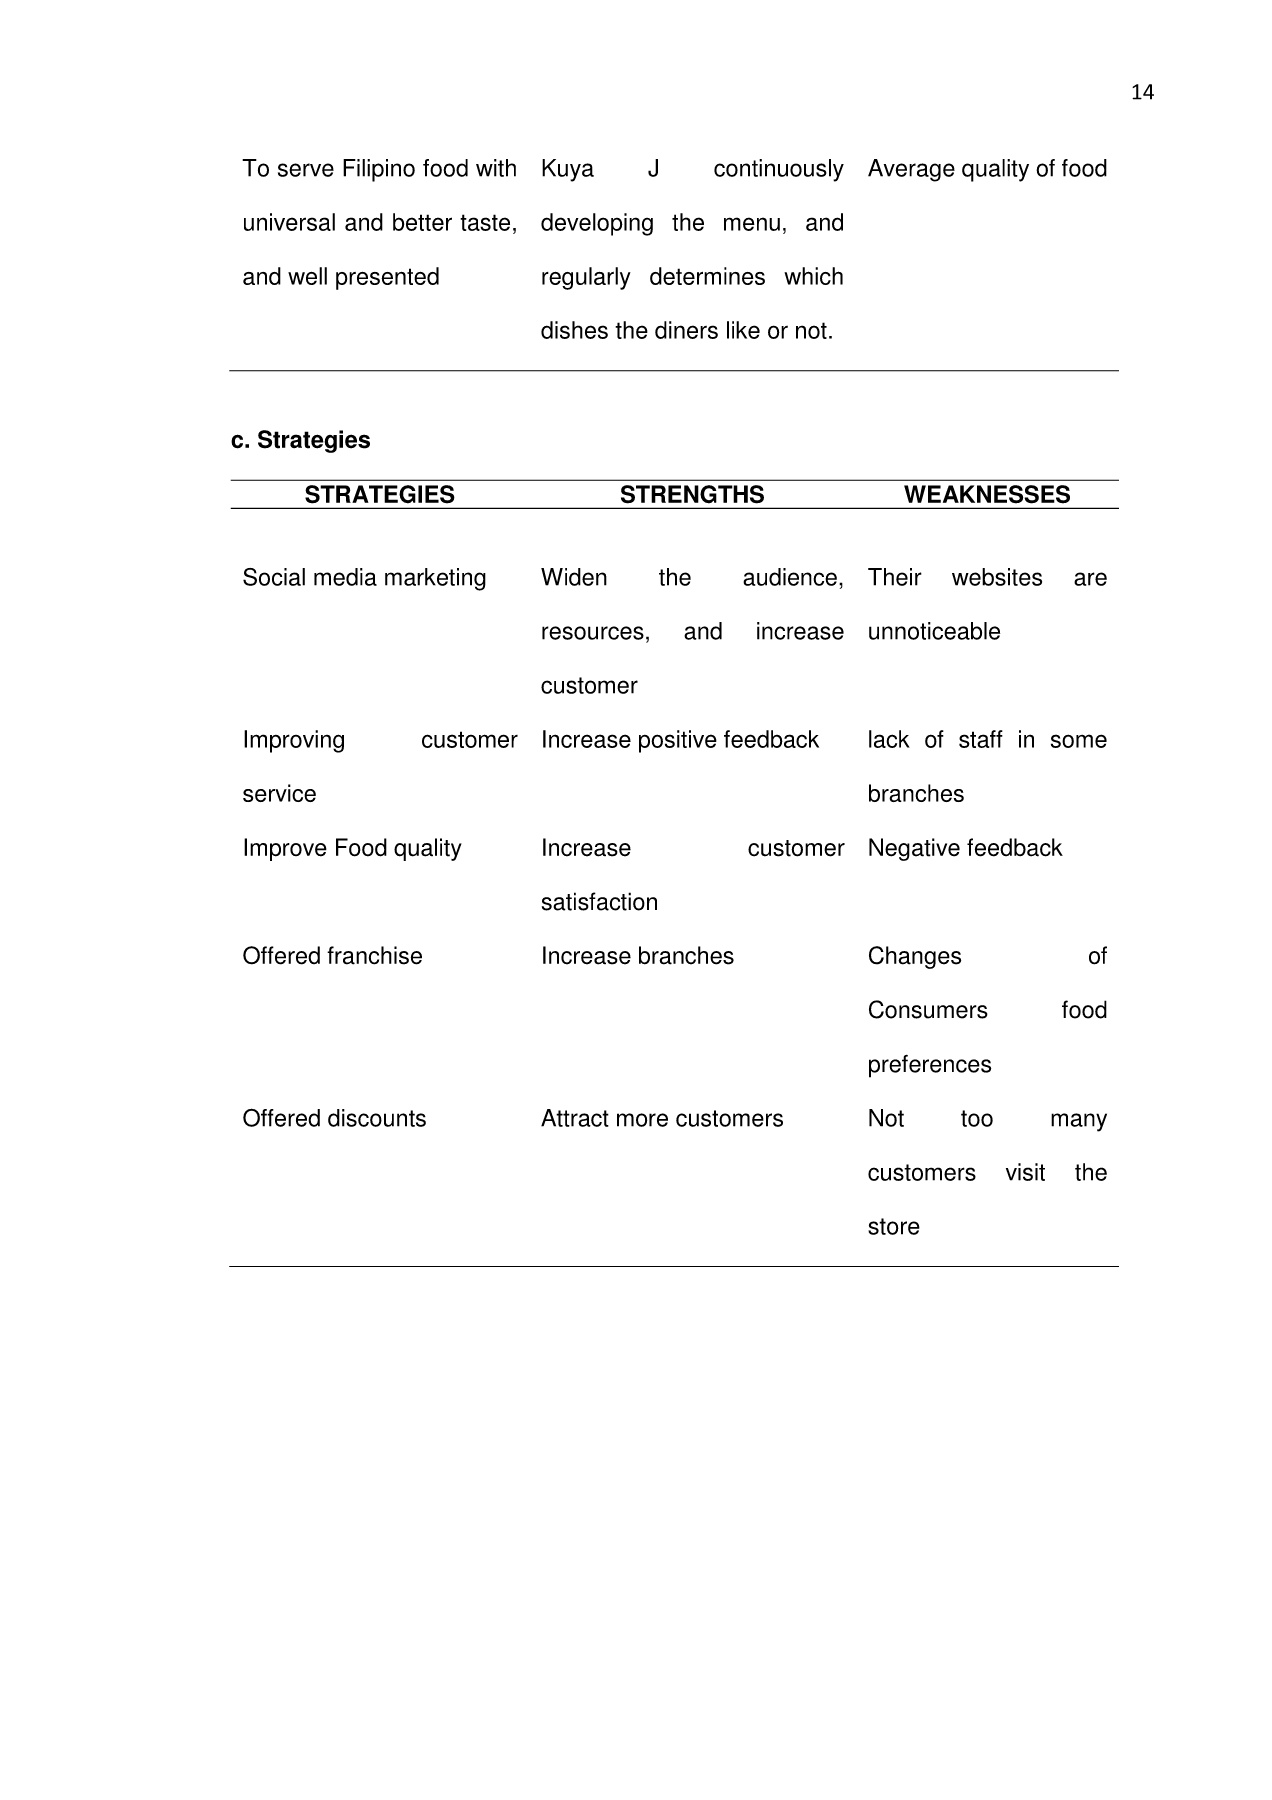 14
To serve Filipino food with
universal and better taste,
and well presented
Kuya J continuously
developing the menu, and
regularly determines which
dishes the diners like or not.
Average quality of food
c. Strategies
STRATEGIES STRENGTHS WEAKNESSES
Social media marketing
Widen the audience,
resources, and increase
customer
Their websites are
unnoticeable
Improving customer
service
Increase positive feedback
lack of staff in some
branches
Improve Food quality
Increase customer
satisfaction
Negative feedback
Offered franchise
Increase branches
Changes of
Consumers food
preferences
Offered discounts
Attract more customers
Not too many
customers visit the
store